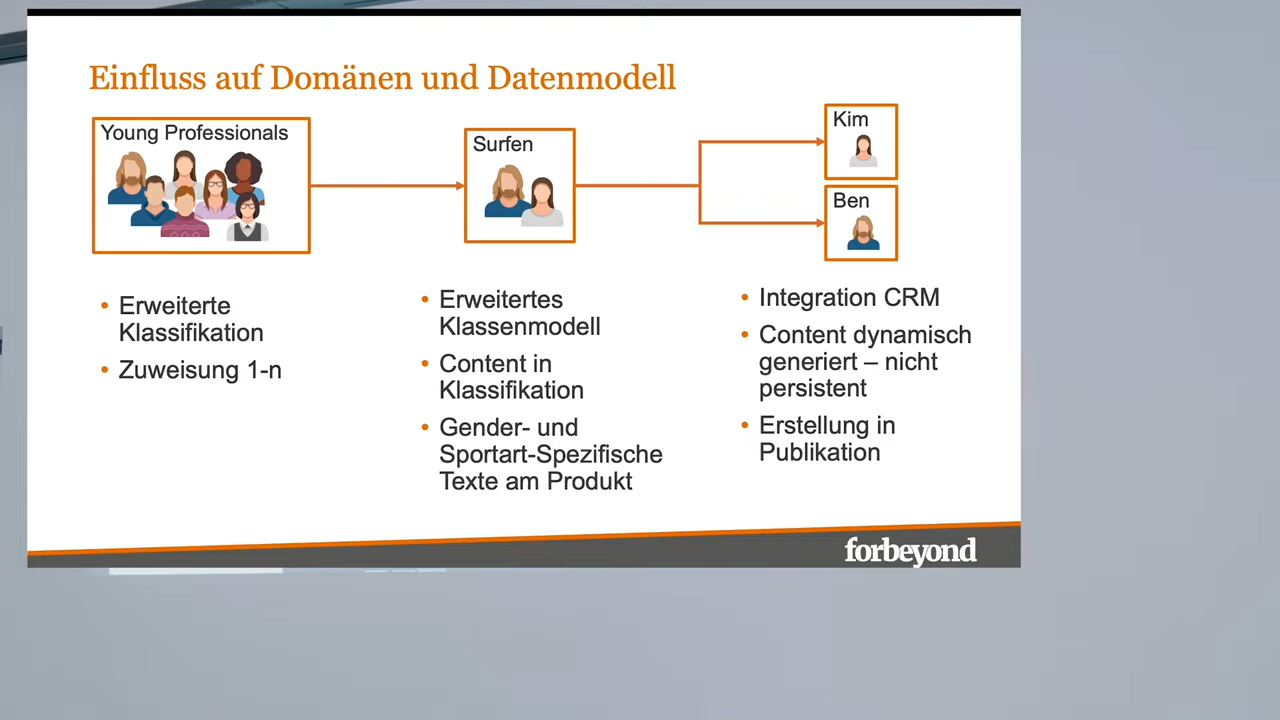 Einfluss auf Domänen und Datenmodell
Young Professionals
Surfen
Kim
Ben
• Erweiterte
Klassifikation
• Zuweisung 1-n
• Erweitertes
Klassenmodell
• Content in
Klassifikation
• Gender- und
Sportart-Spezifische
Texte am Produkt
• Integration CRM
• Content dynamisch
generiert – nicht
persistent
• Erstellung in
Publikation
forbeyond